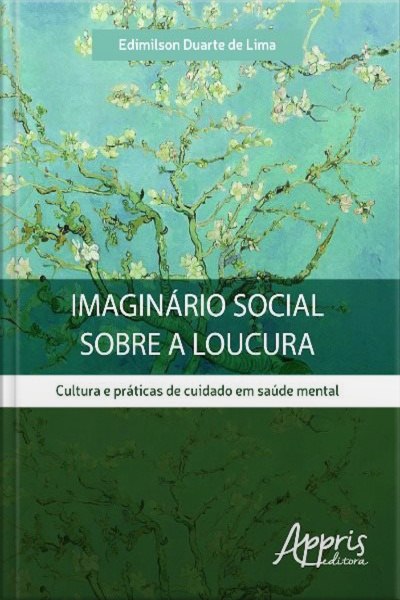 Edimilson Duarte de Lima
IMAGINÁRIO SOCIAL
SOBRE A LOUCURA
Cultura e práticas de cuidado em saúde mental
Appris
editora